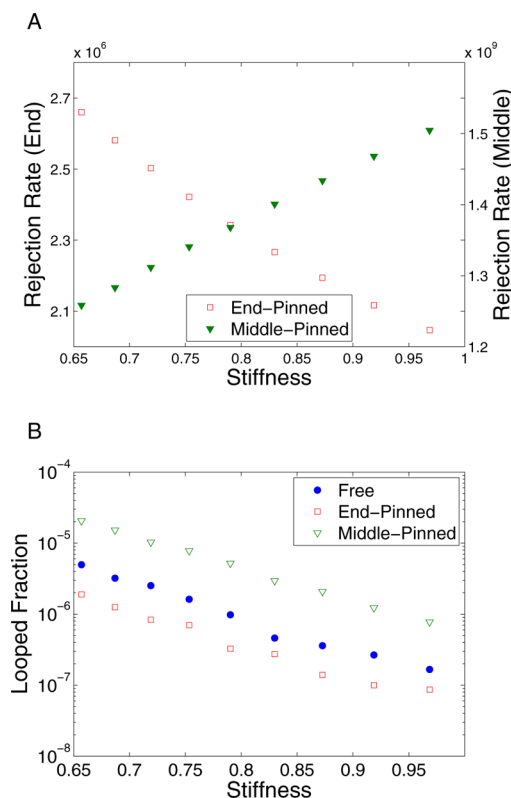 A
x 10^6
x 10^9
Rejection Rate (End)
Rejection Rate (Middle)
2.7
2.5
2.3
2.1
1.5
1.4
1.3
1.2
End-Pinned
Middle-Pinned
0.65 0.7 0.75 0.8 0.85 0.9 0.95 1
Stiffness
B
Looped Fraction
10^-4
10^-5
10^-6
10^-7
10^-8
Free
End-Pinned
Middle-Pinned
0.65 0.7 0.75 0.8 0.85 0.9 0.95
Stiffness